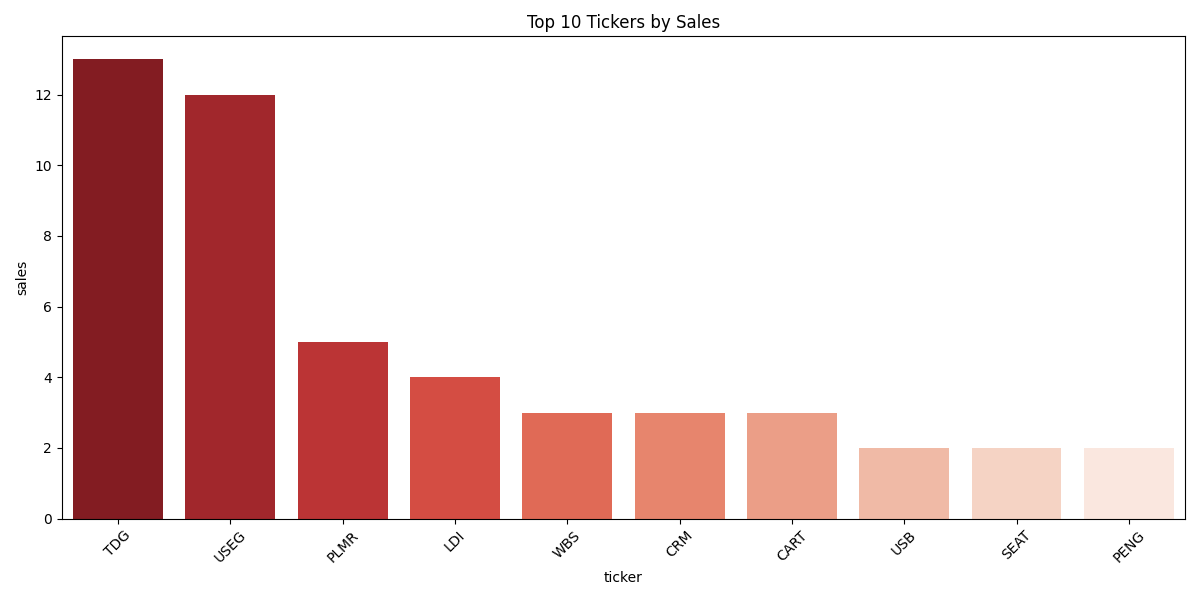 Top 10 Tickers by Sales
sales
12
10
8
6
4
2
0
TDG
USEG
PLMR
LDI
WBS
CRM
CART
USB
SEAT
PENG
ticker